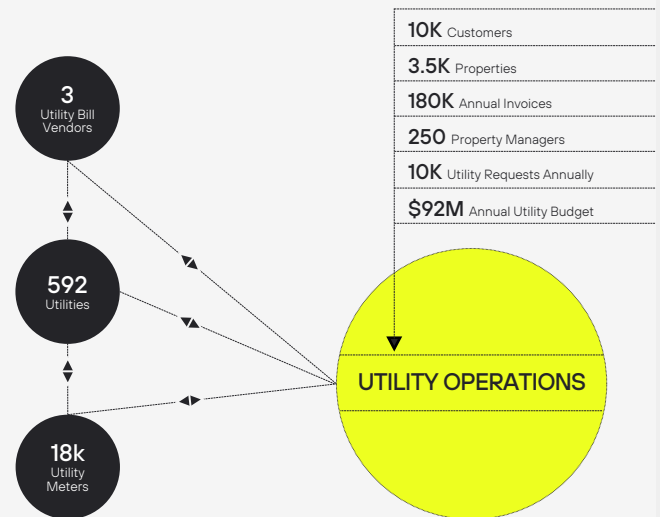 10K Customers
3.5K Properties
180K Annual Invoices
250 Property Managers
10K Utility Requests Annually
$92M Annual Utility Budget
3
Utility Bill
Vendors
592
Utilities
18k
Utility
Meters
UTILITY OPERATIONS